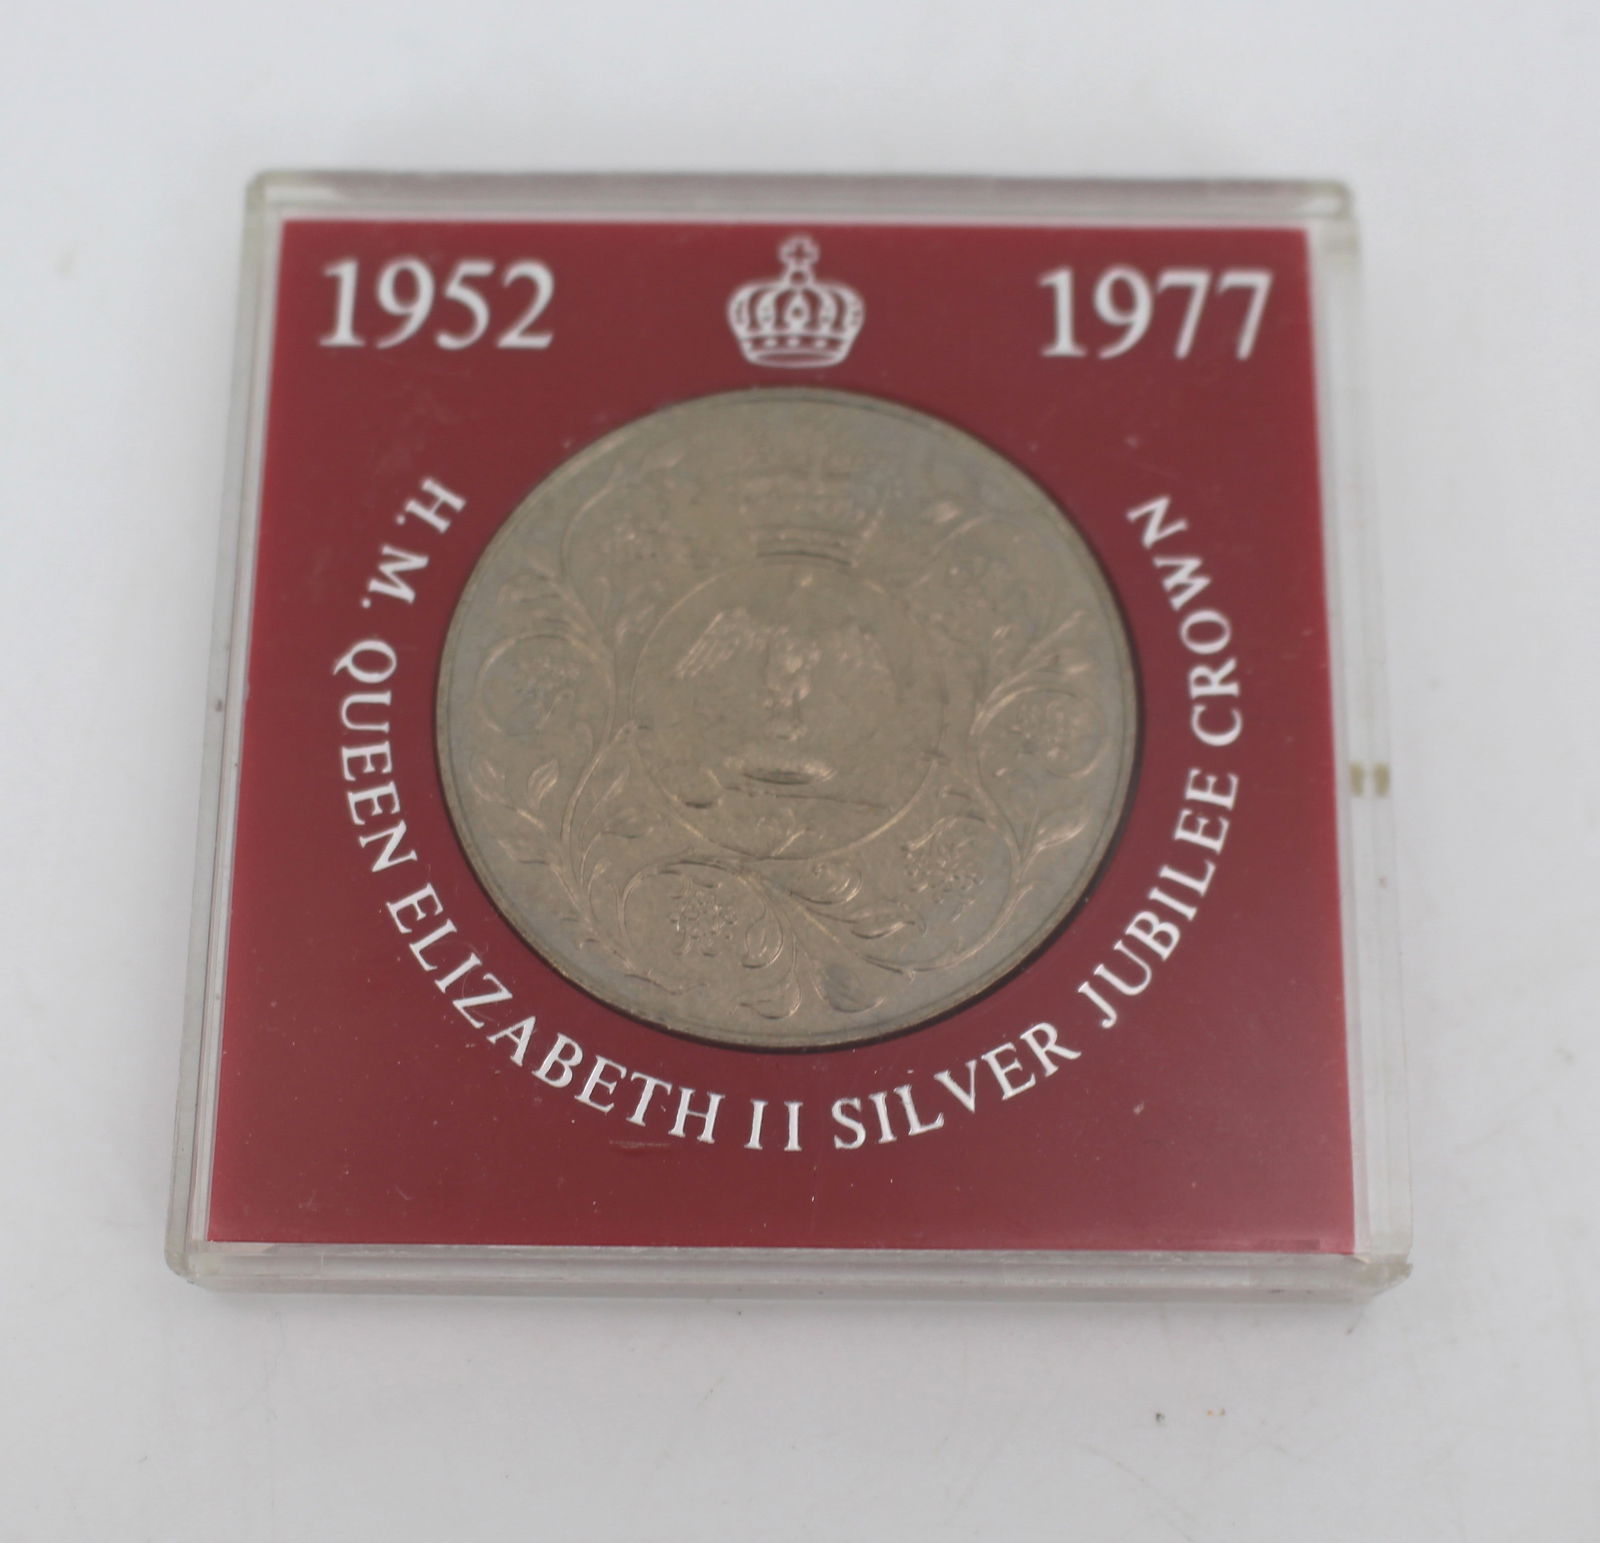 1952 1977
H. M. QUEEN ELIZABETH II SILVER JUBILEE CROWN